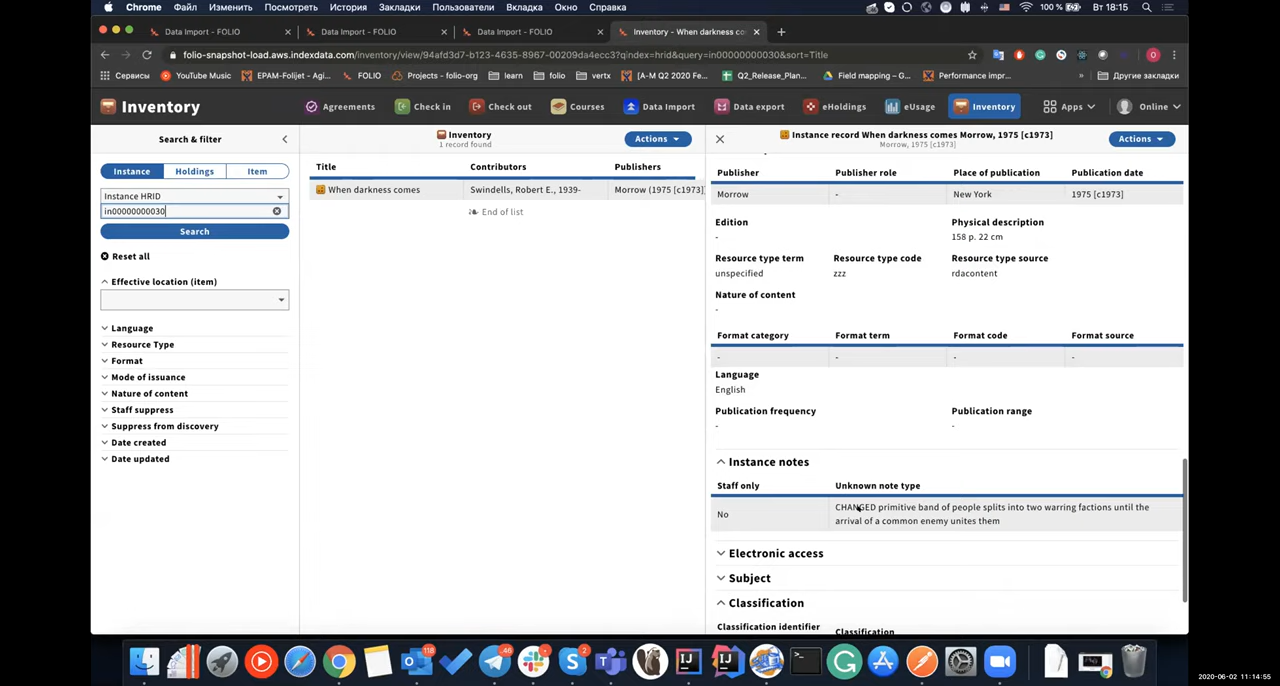 Chrome Файл Изменить Посмотреть История Закладки Пользователи Вкладка Окно Справка 100 % Вт 18:15
Data Import - FOLIO
Data Import - FOLIO
Data Import - FOLIO
Inventory - When darkness co
folio-snapshot-load.aws.indexdata.com/inventory/view/94afd3d7-b123-4635-8967-00209da4ecc3?qindex=hrid&query=in00000000030&sort=Title
Сервисы YouTube Music EPAM-Folijet - Agi... FOLIO Projects - folio-org learn folio vertx [A-M Q2 2020 Fe... Q2_Release_Plan... Field mapping – G... Performance impr... » Другие закладки
Inventory Agreements Check in Check out Courses Data Import Data export eHoldings eUsage Inventory Apps Online
Search & filter
Instance Holdings Item
Instance HRID
in00000000030
Search
Reset all
Effective location (item)
Language
Resource Type
Format
Mode of issuance
Nature of content
Staff suppress
Suppress from discovery
Date created
Date updated
Inventory
1 record found
Actions
Title Contributors Publishers
When darkness comes Swindells, Robert E., 1939- Morrow (1975 [c1973]
End of list
Instance record When darkness comes Morrow, 1975 [c1973]
Morrow, 1975 [c1973]
Actions
Publisher Publisher role Place of publication Publication date
Morrow - New York 1975 [c1973]
Edition Physical description
- 158 p. 22 cm
Resource type term Resource type code Resource type source
unspecified zzz rdacontent
Nature of content
-
Format category Format term Format code Format source
- - - -
Language
English
Publication frequency Publication range
- -
Instance notes
Staff only Unknown note type
No CHANGED primitive band of people splits into two warring factions until the
arrival of a common enemy unites them
Electronic access
Subject
Classification
Classification identifier Classification
118 46 2
2020-06-02 11:14:55